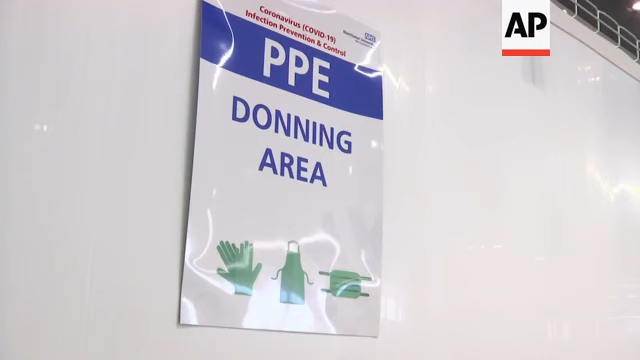 Coronavirus (COVID-19)
Infection Prevention & Control
NHS
PPE
DONNING
AREA
AP